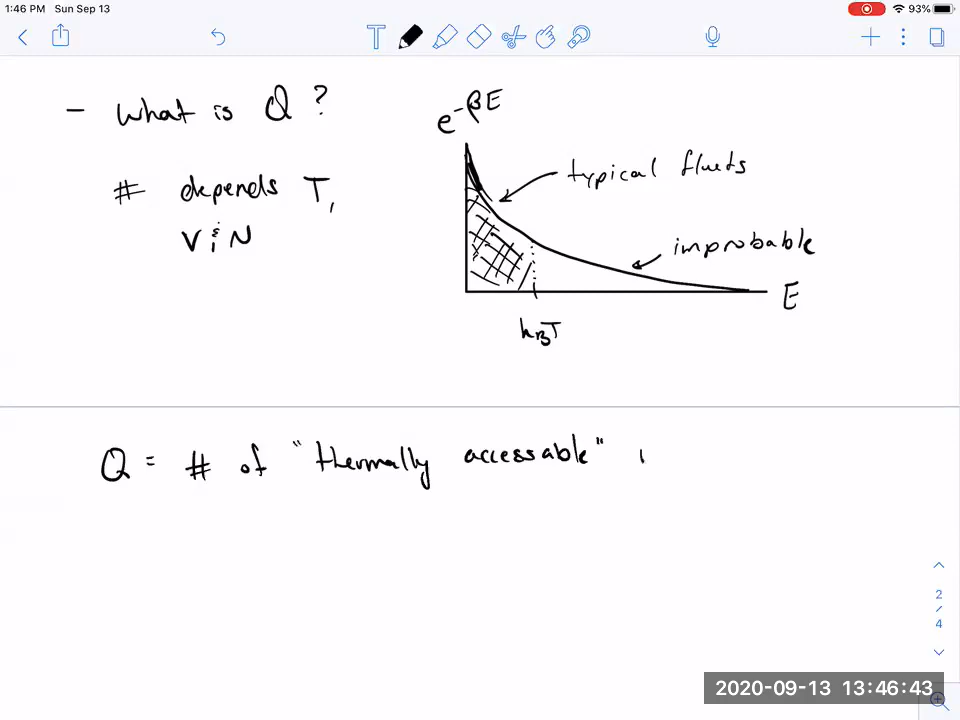 1:46 PM Sun Sep 13
93%
- what is Q?
# depends T,
V & N
e^-βE
typical flucts
improbable
E
k_BT
Q = # of "thermally accessable"
2
/
4
2020-09-13 13:46:43